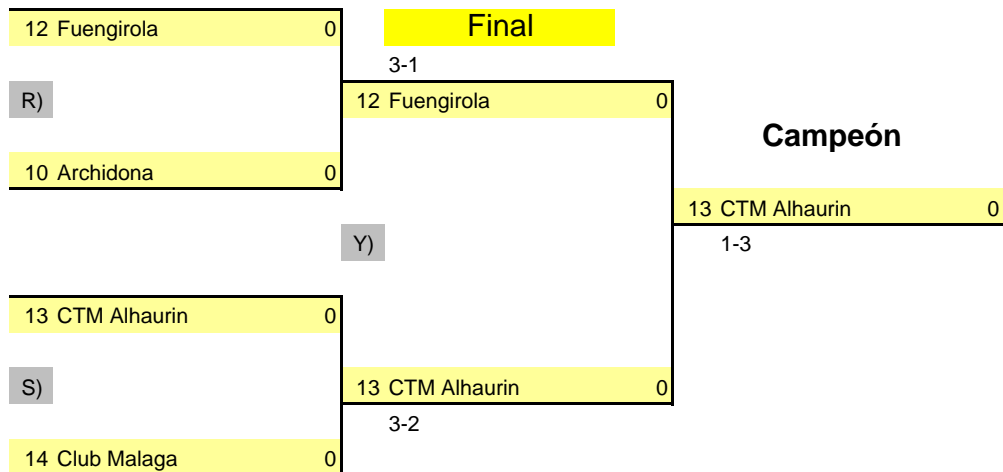 12 Fuengirola 0
Final
3-1
R)
12 Fuengirola 0
Campeón
10 Archidona 0
13 CTM Alhaurin 0
Y)
1-3
13 CTM Alhaurin 0
S)
13 CTM Alhaurin 0
3-2
14 Club Malaga 0